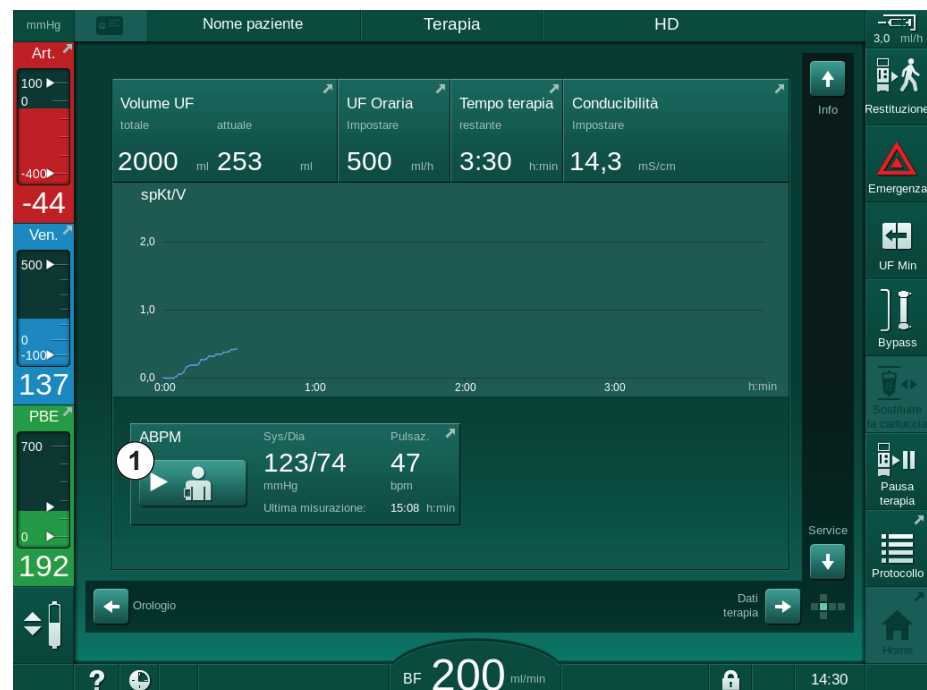 mmHg
Nome paziente
Terapia
HD
3,0 ml/h
Art.
100
0
-400
-44
Ven.
500
0
-100
137
PBE
700
0
192
Volume UF
totale
attuale
2000 ml 253 ml
UF Oraria
Impostare
500 ml/h
Tempo terapia
restante
3:30 h:min
Conducibilità
Impostare
14,3 mS/cm
spKt/V
2,0
1,0
0,0
0:00 1:00 2:00 3:00 h:min
ABPM
1
Sys/Dia
123/74
mmHg
Pulsaz.
47
bpm
Ultima misurazione: 15:08 h:min
Info
Service
Orologio
Dati
terapia
Restituzione
Emergenza
UF Min
Bypass
Sostituire
la cartuccia
Pausa
terapia
Protocollo
Home
?
BF 200 ml/min
14:30